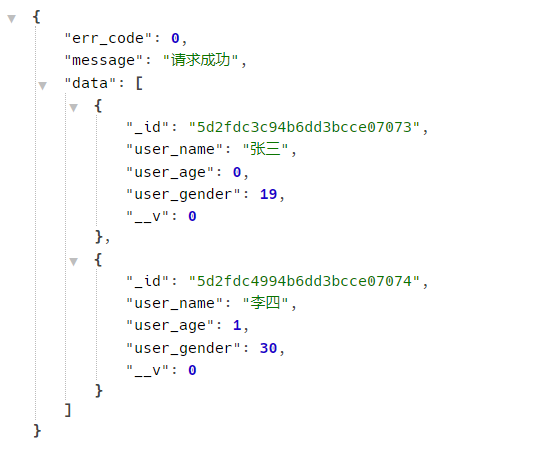 {
"err_code": 0,
"message": "请求成功",
"data": [
{
"_id": "5d2fdc3c94b6dd3bcce07073",
"user_name": "张三",
"user_age": 0,
"user_gender": 19,
"__v": 0
},
{
"_id": "5d2fdc4994b6dd3bcce07074",
"user_name": "李四",
"user_age": 1,
"user_gender": 30,
"__v": 0
}
]
}